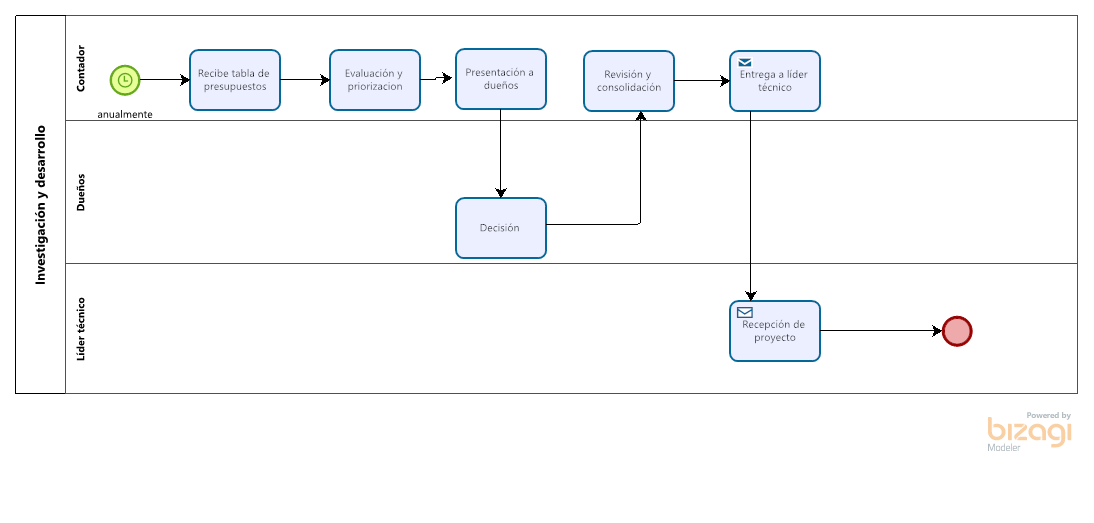 Investigación y desarrollo
Contador
anualmente
Recibe tabla de
presupuestos
Evaluación y
priorizacion
Presentación a
dueños
Revisión y
consolidación
Entrega a líder
técnico
Dueños
Decisión
Líder técnico
Recepción de
proyecto
Powered by
bizagi
Modeler